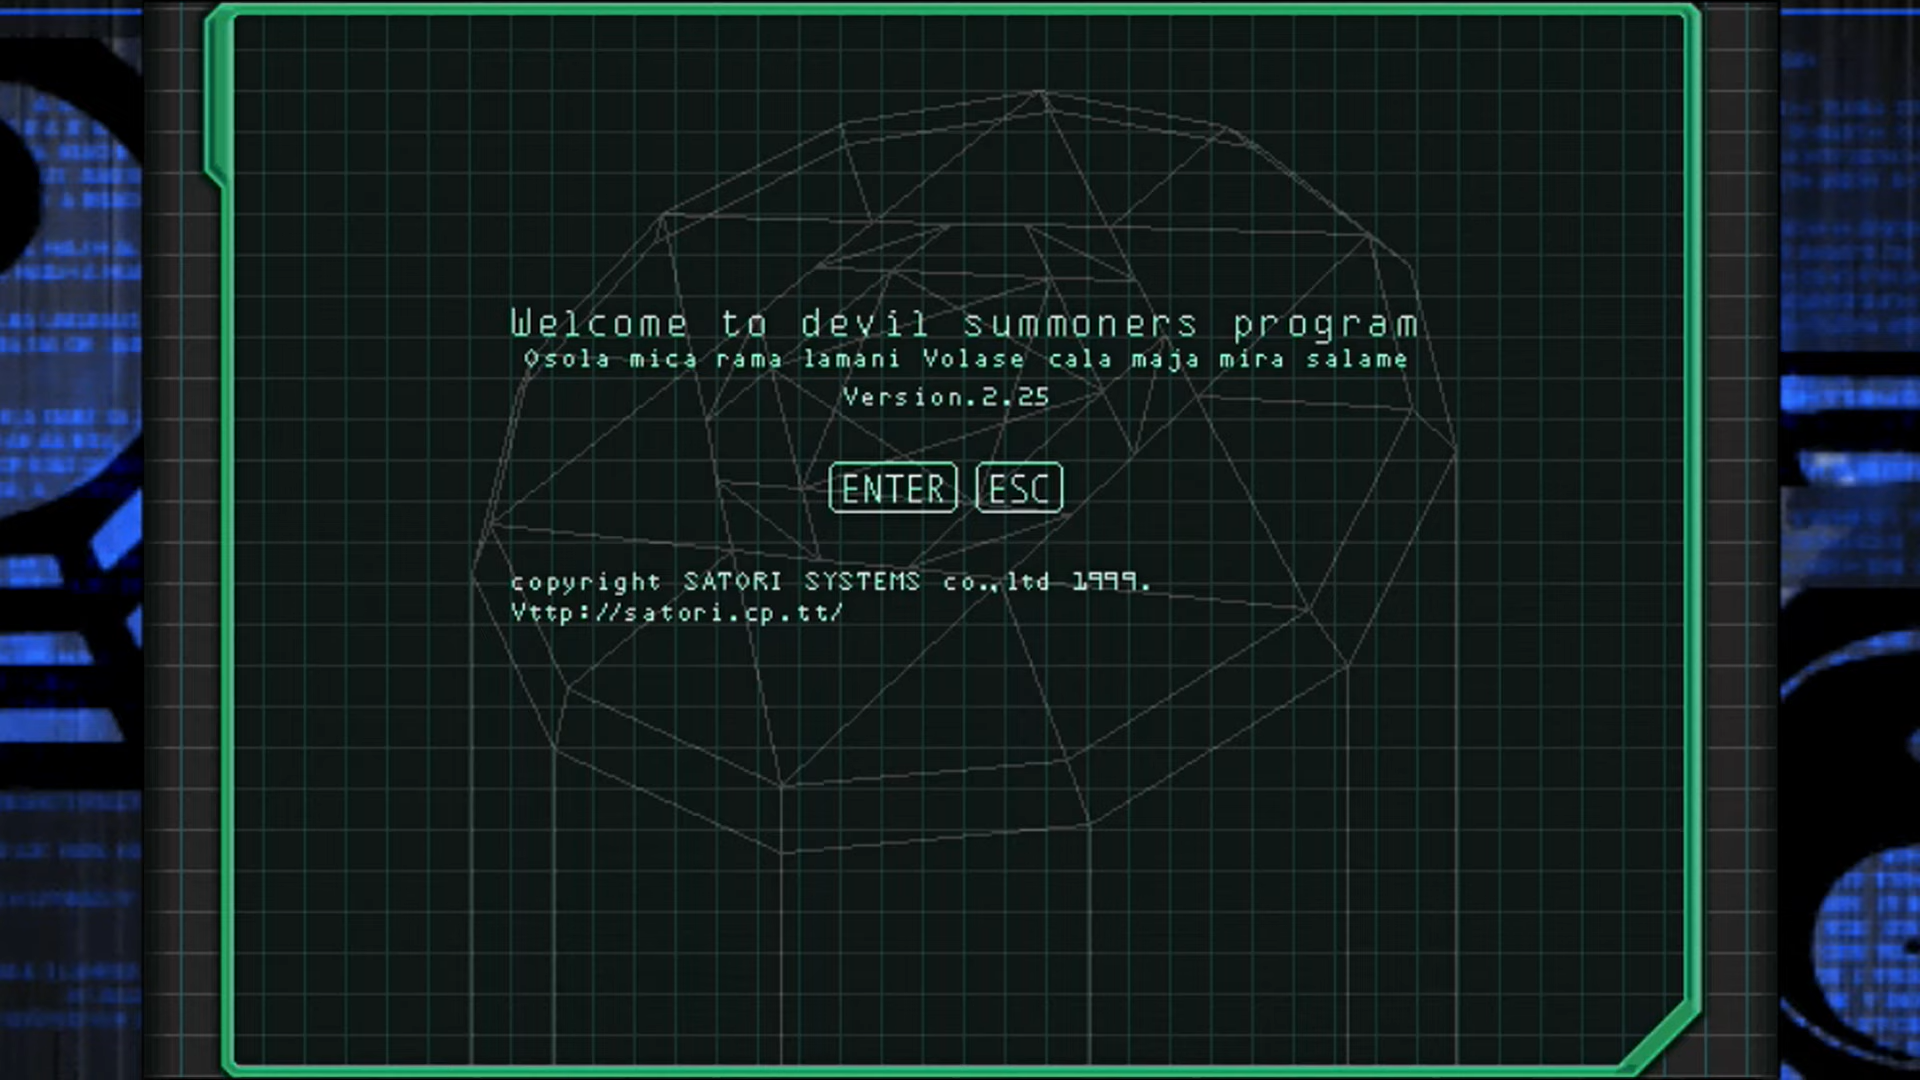 Welcome to devil summoners program
Osola mica rama lamani Volase cala maja mira salame
Version.2.25
ENTER ESC
copyright SATORI SYSTEMS co.,ltd 1999.
Vttp://satori.cp.tt/